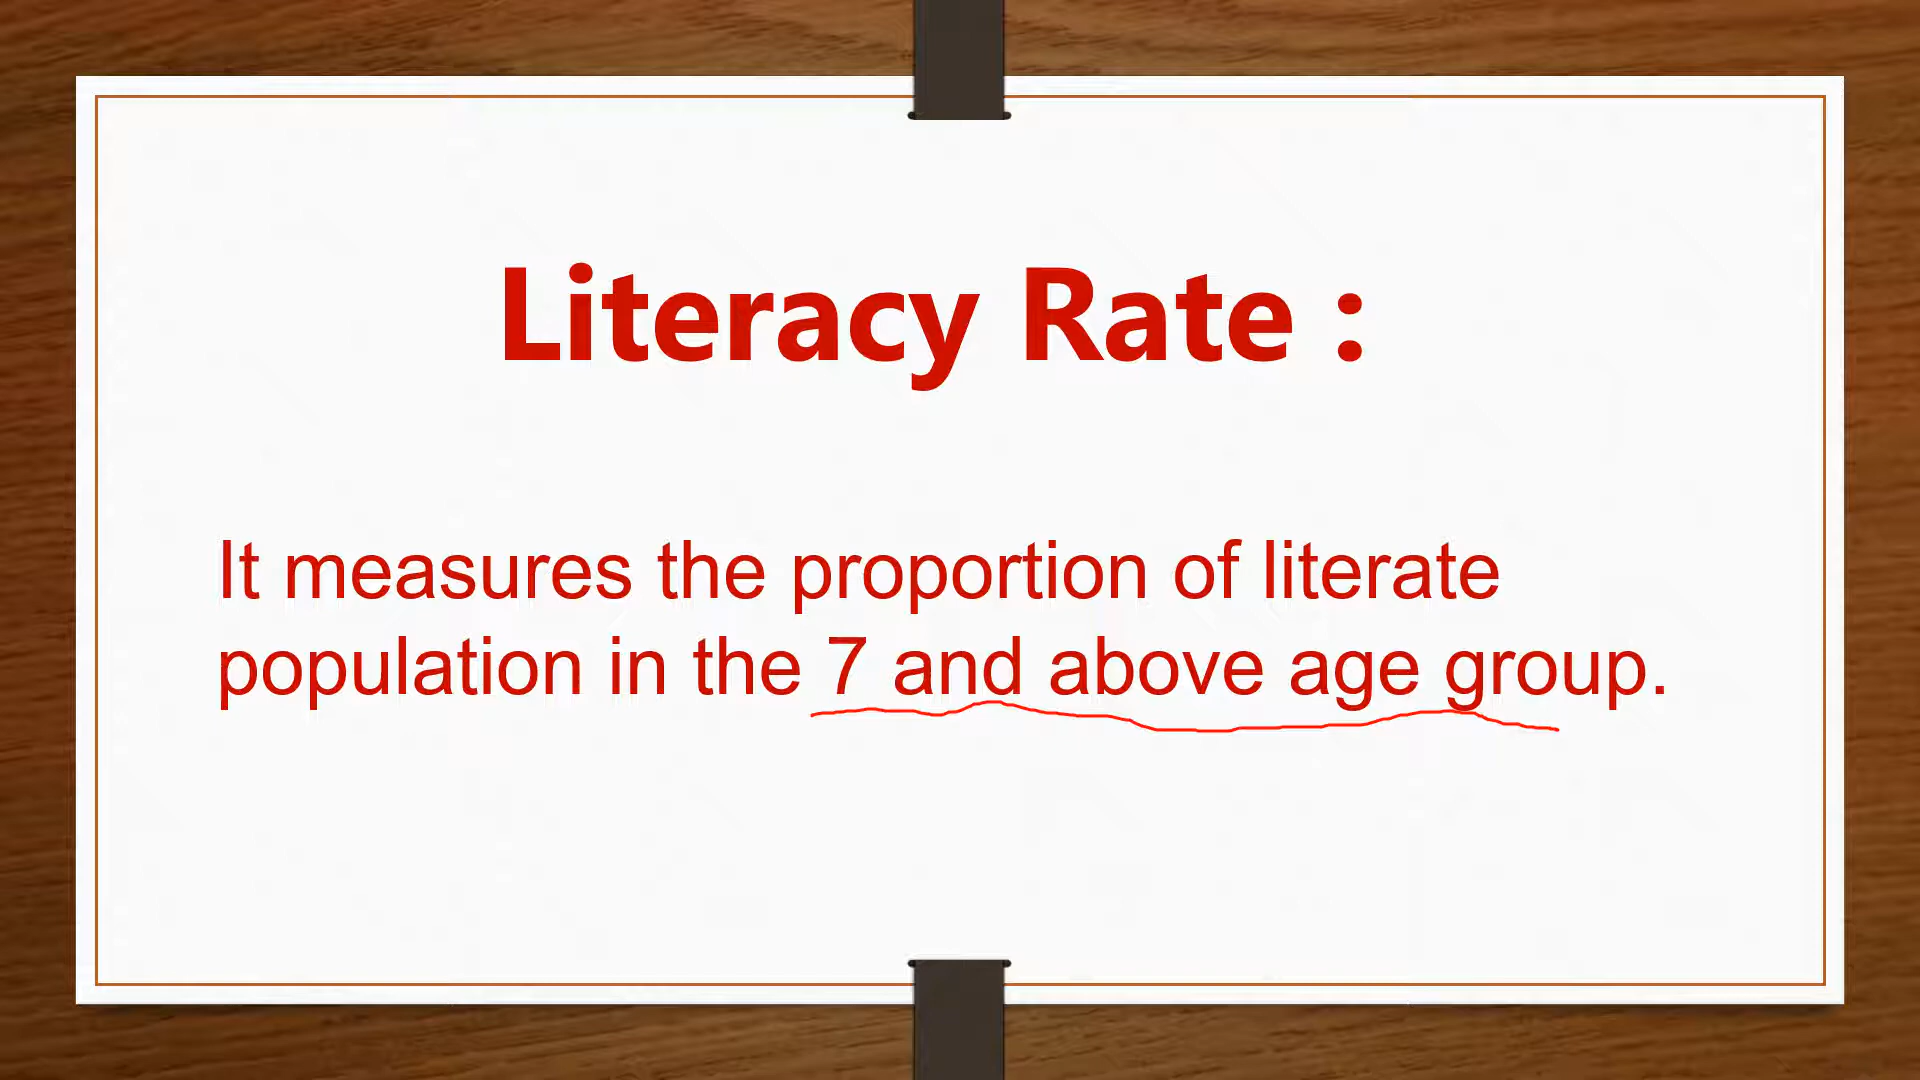 Literacy Rate :
It measures the proportion of literate
population in the 7 and above age group.